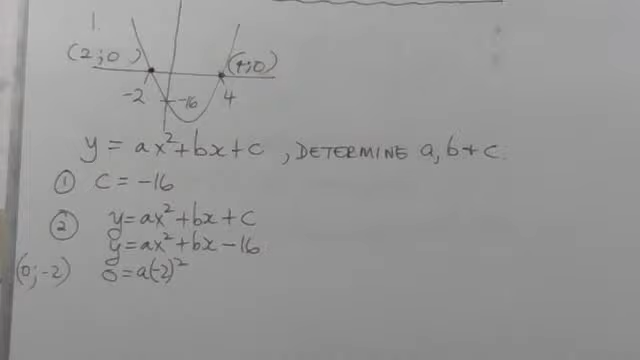 1.
(2;0) (4;0)
-2 -16 4
y = ax²+bx+c , DETERMINE a, b + c.
① c = -16
② y=ax²+bx+c
y=ax²+bx-16
(0;-2) 0=a(-2)²